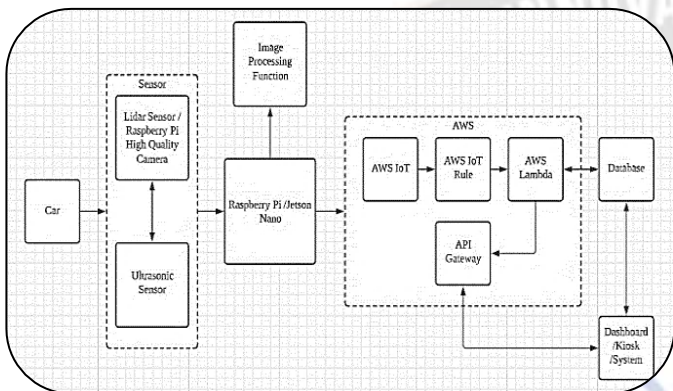 Car
Sensor
Lidar Sensor /
Raspberry Pi
High Quality
Camera
Ultrasonic
Sensor
Image
Processing
Function
Raspberry Pi /Jetson
Nano
AWS
AWS IoT
AWS IoT
Rule
AWS
Lambda
API
Gateway
Database
Dashboard
/Kiosk
/System